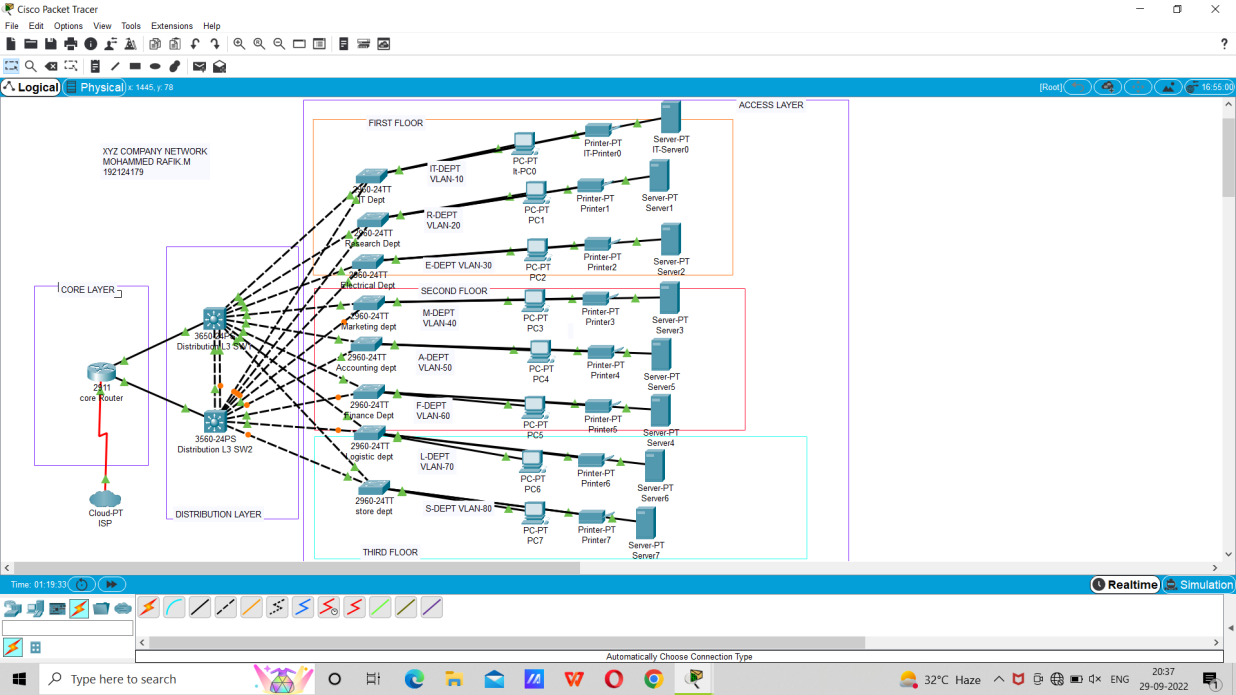 Cisco Packet Tracer
File Edit Options View Tools Extensions Help
?
Logical
Physical
x: 1445, y: 78
[Root]
16:55:00
ACCESS LAYER
FIRST FLOOR
XYZ COMPANY NETWORK
MOHAMMED RAFIK.M
192124179
Printer-PT
IT-Printer0
Server-PT
IT-Server0
PC-PT
It-PC0
IT-DEPT
VLAN-10
2960-24TT
IT Dept
Printer-PT
Printer1
Server-PT
Server1
PC-PT
PC1
R-DEPT
VLAN-20
2960-24TT
Research Dept
Printer-PT
Printer2
Server-PT
Server2
PC-PT
PC2
E-DEPT VLAN-30
2960-24TT
Electrical Dept
SECOND FLOOR
CORE LAYER
M-DEPT
VLAN-40
2960-24TT
Marketing dept
PC-PT
PC3
Printer-PT
Printer3
Server-PT
Server3
3650-24PS
Distribution L3 SW1
2960-24TT
Accounting dept
A-DEPT
VLAN-50
PC-PT
PC4
Printer-PT
Printer4
Server-PT
Server5
2911
core Router
2960-24TT
Finance Dept
F-DEPT
VLAN-60
PC-PT
PC5
Printer-PT
Printer5
Server-PT
Server4
3560-24PS
Distribution L3 SW2
2960-24TT
Logistic dept
L-DEPT
VLAN-70
PC-PT
PC6
Printer-PT
Printer6
Server-PT
Server6
Cloud-PT
ISP
2960-24TT
store dept
S-DEPT VLAN-80
PC-PT
PC7
Printer-PT
Printer7
Server-PT
Server7
DISTRIBUTION LAYER
THIRD FLOOR
Time: 01:19:33
Realtime
Simulation
Automatically Choose Connection Type
Type here to search
32°C Haze
ENG
20:37
29-09-2022
1